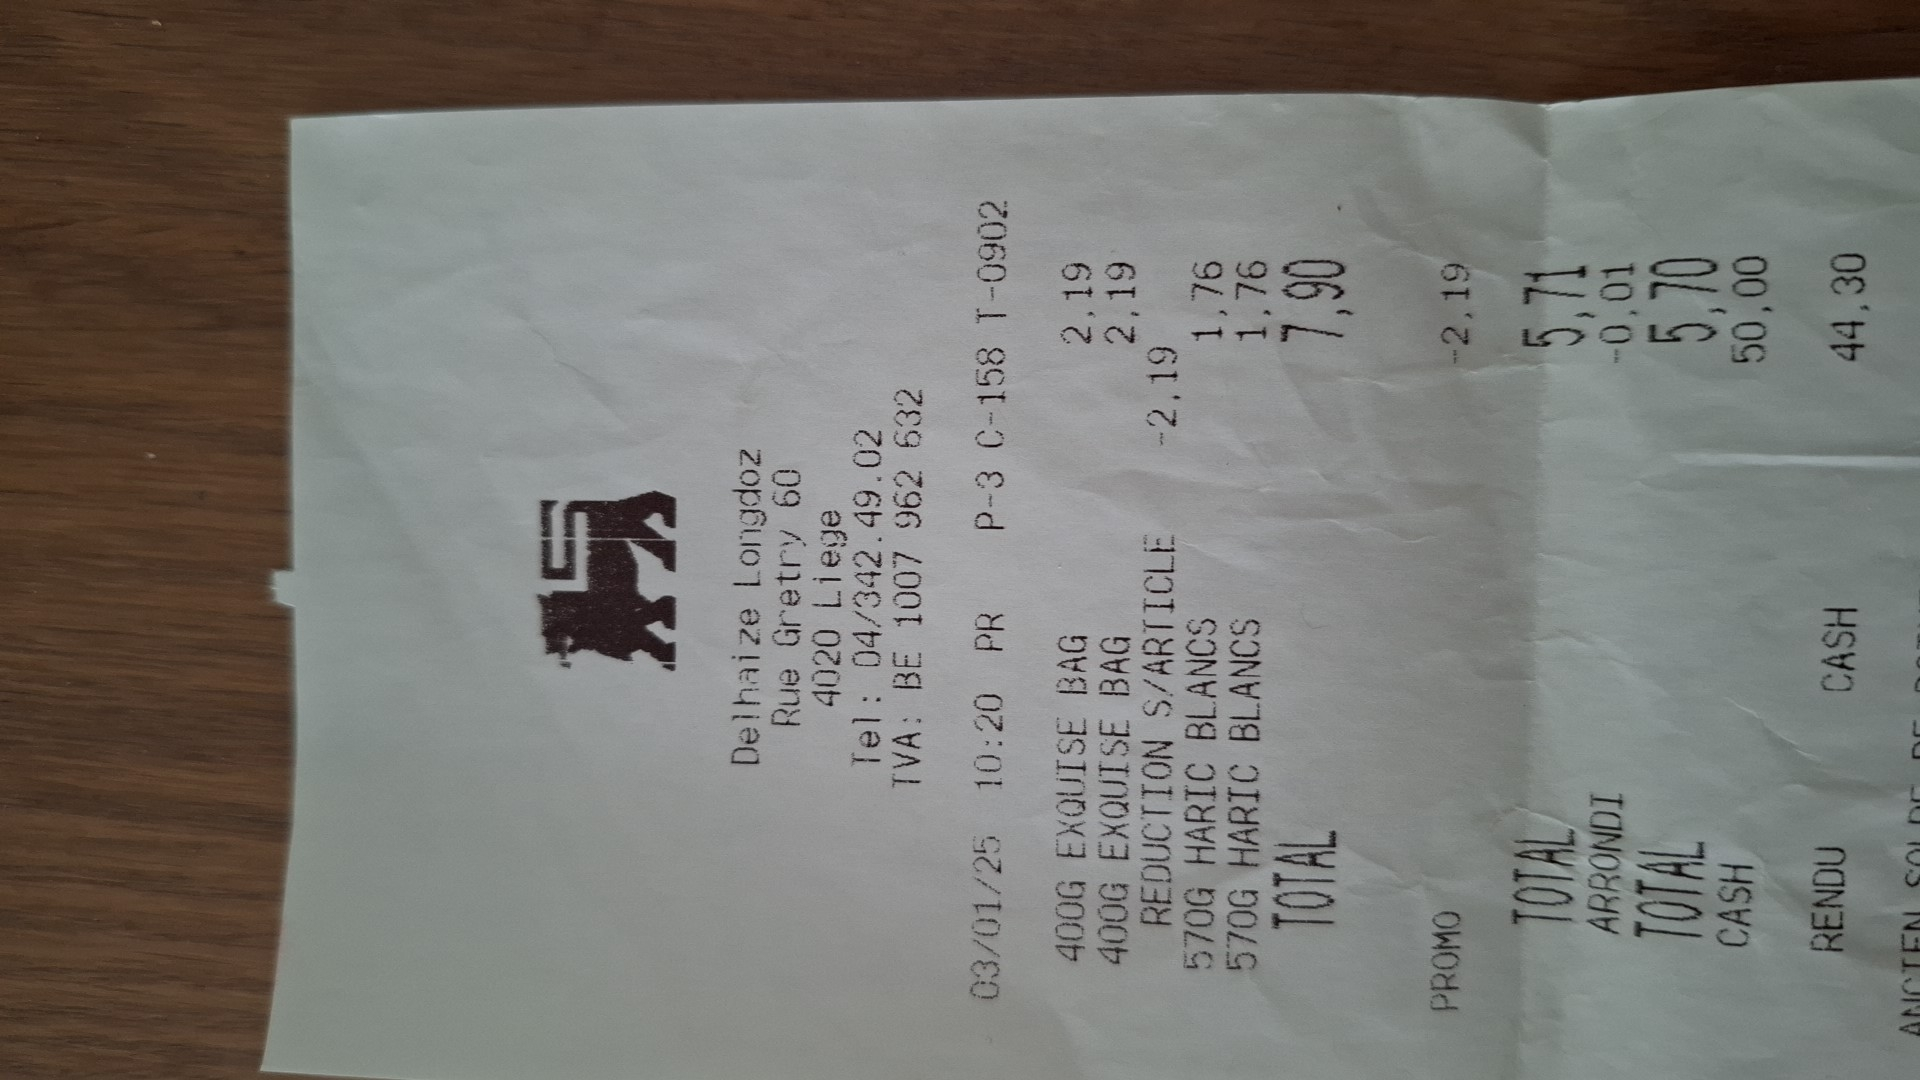 Delhaize Longdoz
Rue Gretry 60
4020 Liege
Tel: 04/342.49.02
TVA: BE 1007 962 632
03/01/25 10:20 PR P-3 C-158 T-0902
400G EXQUISE BAG 2,19
400G EXQUISE BAG 2,19
REDUCTION S/ARTICLE -2,19
570G HARIC BLANCS 1,76
570G HARIC BLANCS 1,76
TOTAL 7,90
PROMO -2,19
TOTAL 5,71
ARRONDI -0,01
TOTAL 5,70
CASH 50,00
RENDU CASH 44,30
ANCIEN SOLDE DE